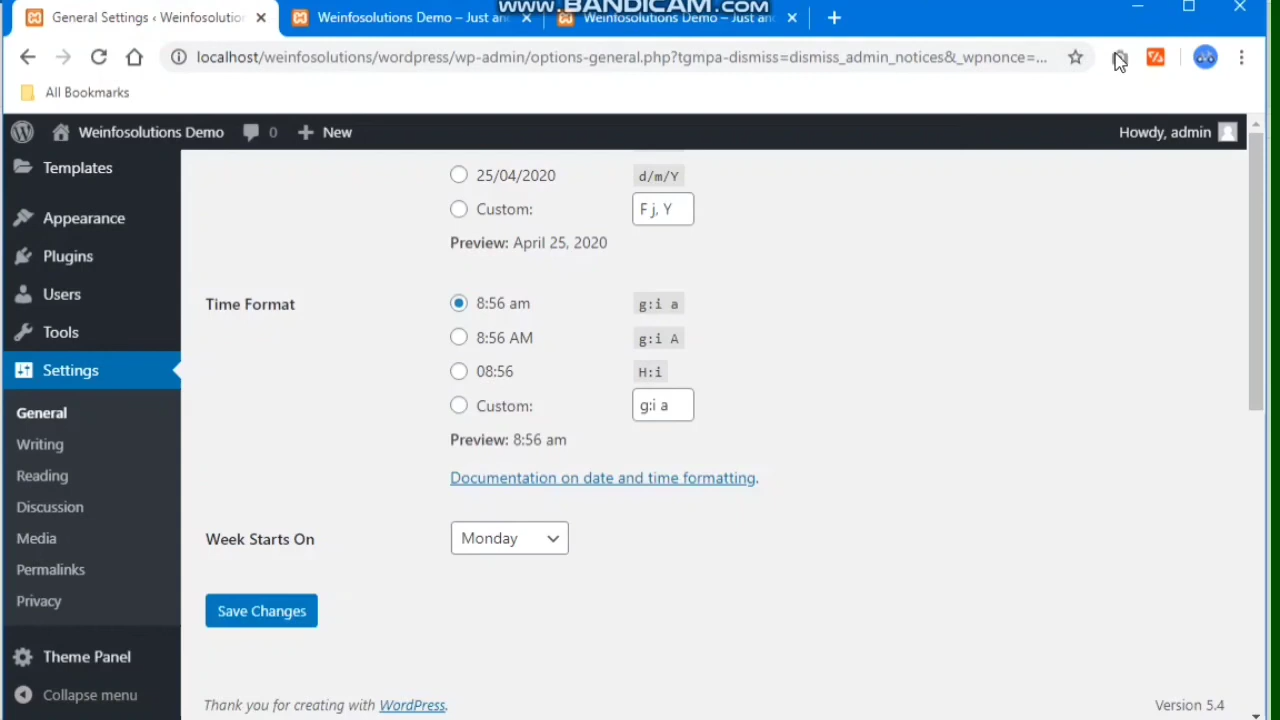 www.BANDICAM.com
General Settings ‹ Weinfosolution
Weinfosolutions Demo – Just an
Weinfosolutions Demo – Just an
localhost/weinfosolutions/wordpress/wp-admin/options-general.php?tgmpa-dismiss=dismiss_admin_notices&_wpnonce=...
All Bookmarks
Weinfosolutions Demo 0 New Howdy, admin
Templates
Appearance
Plugins
Users
Tools
Settings
General
Writing
Reading
Discussion
Media
Permalinks
Privacy
Theme Panel
Collapse menu
25/04/2020 d/m/Y
Custom: F j, Y
Preview: April 25, 2020
Time Format
8:56 am g:i a
8:56 AM g:i A
08:56 H:i
Custom: g:i a
Preview: 8:56 am
Documentation on date and time formatting.
Week Starts On Monday
Save Changes
Thank you for creating with WordPress. Version 5.4